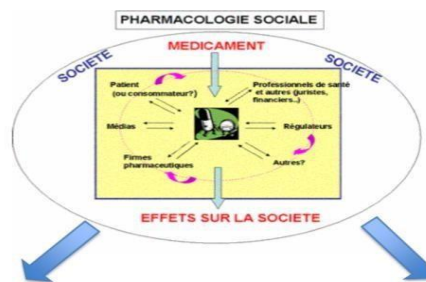 PHARMACOLOGIE SOCIALE
MEDICAMENT
SOCIETE
SOCIETE
Patient
(ou consommateur?)
Professionnels de santé
et autres (juristes,
financiers..)
Médias
Régulateurs
Firmes
pharmaceutiques
Autres?
EFFETS SUR LA SOCIETE